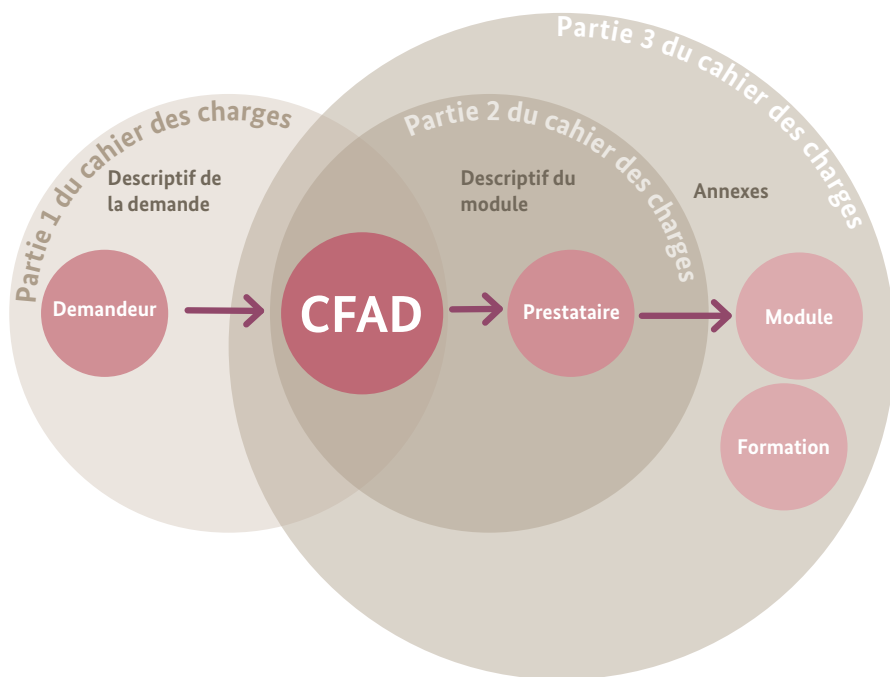 Partie 1 du cahier des charges
Partie 2 du cahier des charges
Partie 3 du cahier des charges
Descriptif de
la demande
Descriptif du
module
Annexes
Demandeur
CFAD
Prestataire
Module
Formation